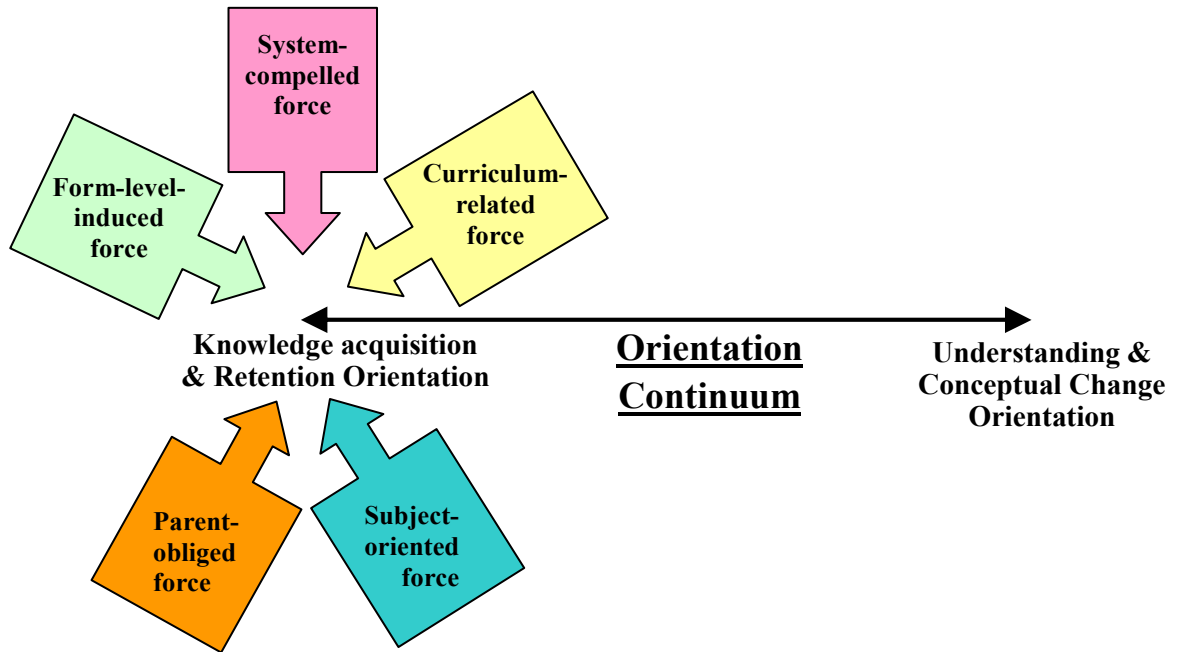 System-
compelled
force
Form-level-
induced
force
Curriculum-
related
force
Knowledge acquisition
& Retention Orientation
Orientation
Continuum
Understanding &
Conceptual Change
Orientation
Parent-
obliged
force
Subject-
oriented
force